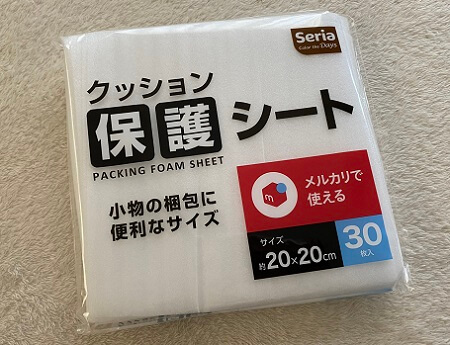 Seria
Color the Days
クッション
保護シート
PACKING FOAM SHEET
小物の梱包に
便利なサイズ
m
メルカリで
使える
サイズ
約20×20cm
30
枚入